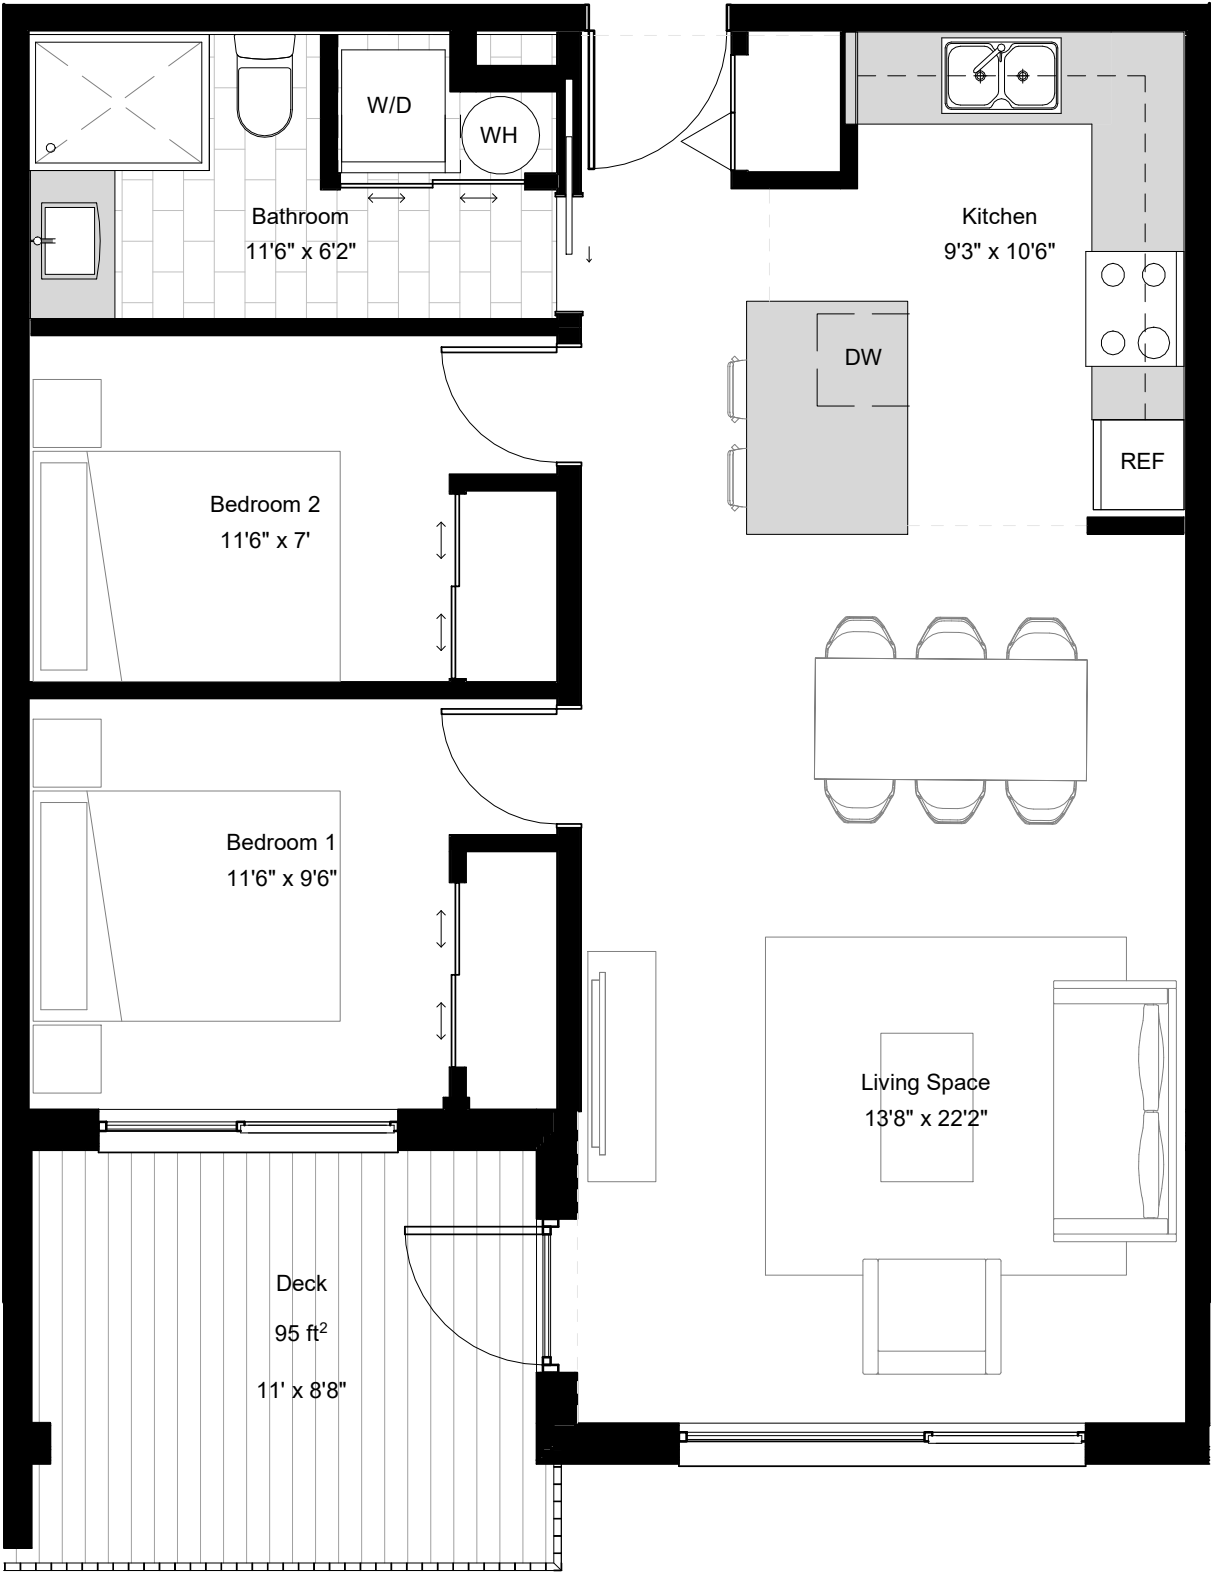 W/D
WH
Bathroom
11'6" x 6'2"
Kitchen
9'3" x 10'6"
DW
REF
Bedroom 2
11'6" x 7'
Bedroom 1
11'6" x 9'6"
Living Space
13'8" x 22'2"
Deck
95 ft²
11' x 8'8"